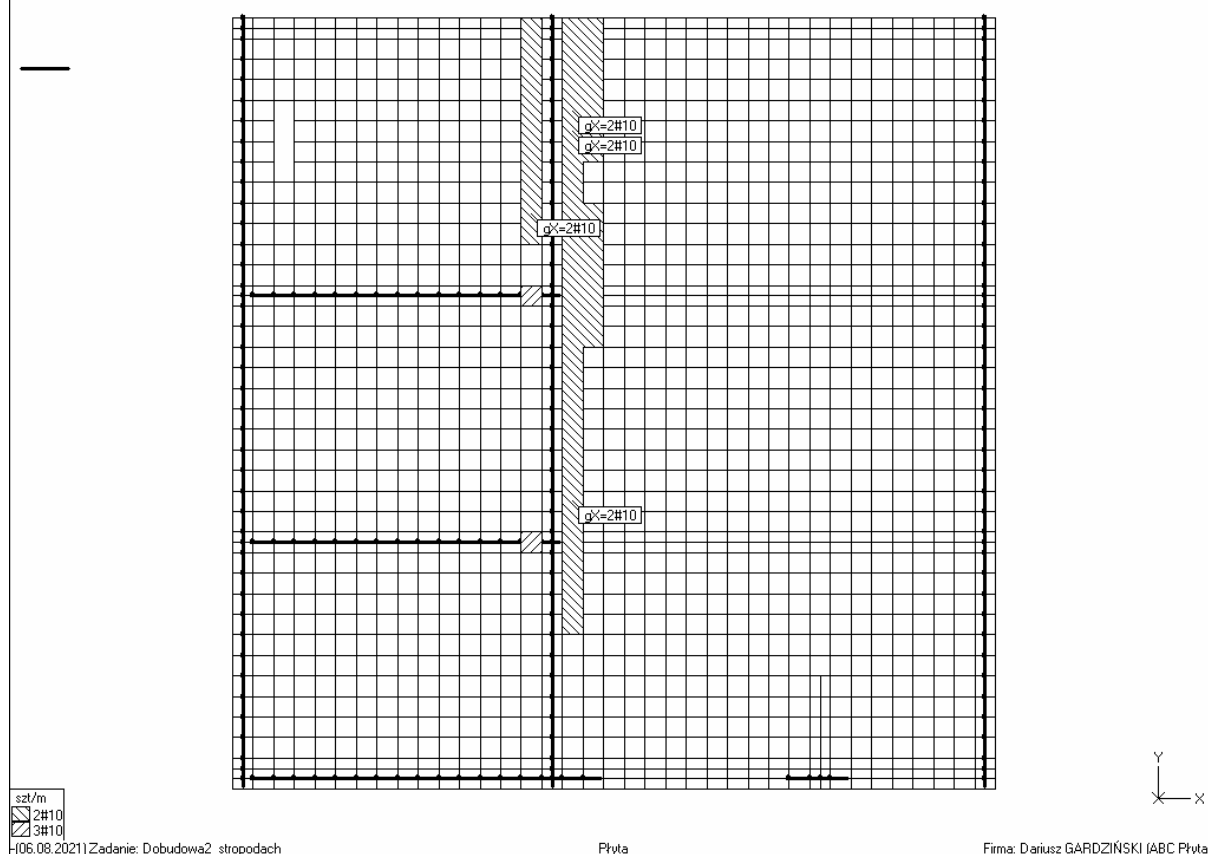 gX=2#10
gX=2#10
gX=2#10
gX=2#10
Y
X
szt/m
2#10
3#10
(06.08.2021) Zadanie: Dobudowa2 stropodach
Płyta
Firma: Dariusz GARDZIŃSKI (ABC Płyta